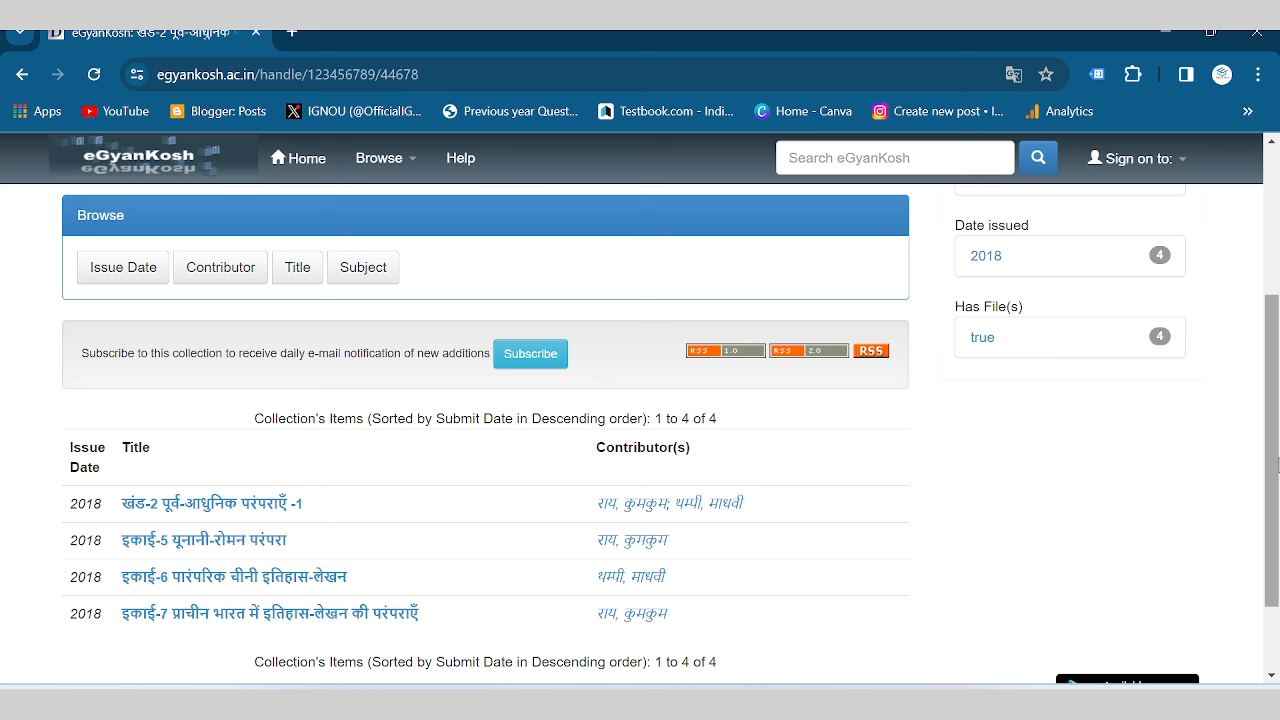 eGyanKosh: खंड-2 पूर्व-आधुनिक
egyankosh.ac.in/handle/123456789/44678
Apps YouTube Blogger: Posts IGNOU (@OfficialIG... Previous year Quest... Testbook.com - Indi... Home - Canva Create new post • I... Analytics »
eGyanKosh Home Browse Help Search eGyanKosh Sign on to:
Browse
Issue Date Contributor Title Subject
Date issued
2018 4
Has File(s)
true 4
Subscribe to this collection to receive daily e-mail notification of new additions Subscribe RSS 1.0 RSS 2.0 RSS
Collection's Items (Sorted by Submit Date in Descending order): 1 to 4 of 4
Issue Date Title Contributor(s)
2018 खंड-2 पूर्व-आधुनिक परंपराएँ -1 राय, कुमकुम; थम्पी, माधवी
2018 इकाई-5 यूनानी-रोमन परंपरा राय, कुमकुम
2018 इकाई-6 पारंपरिक चीनी इतिहास-लेखन थम्पी, माधवी
2018 इकाई-7 प्राचीन भारत में इतिहास-लेखन की परंपराएँ राय, कुमकुम
Collection's Items (Sorted by Submit Date in Descending order): 1 to 4 of 4